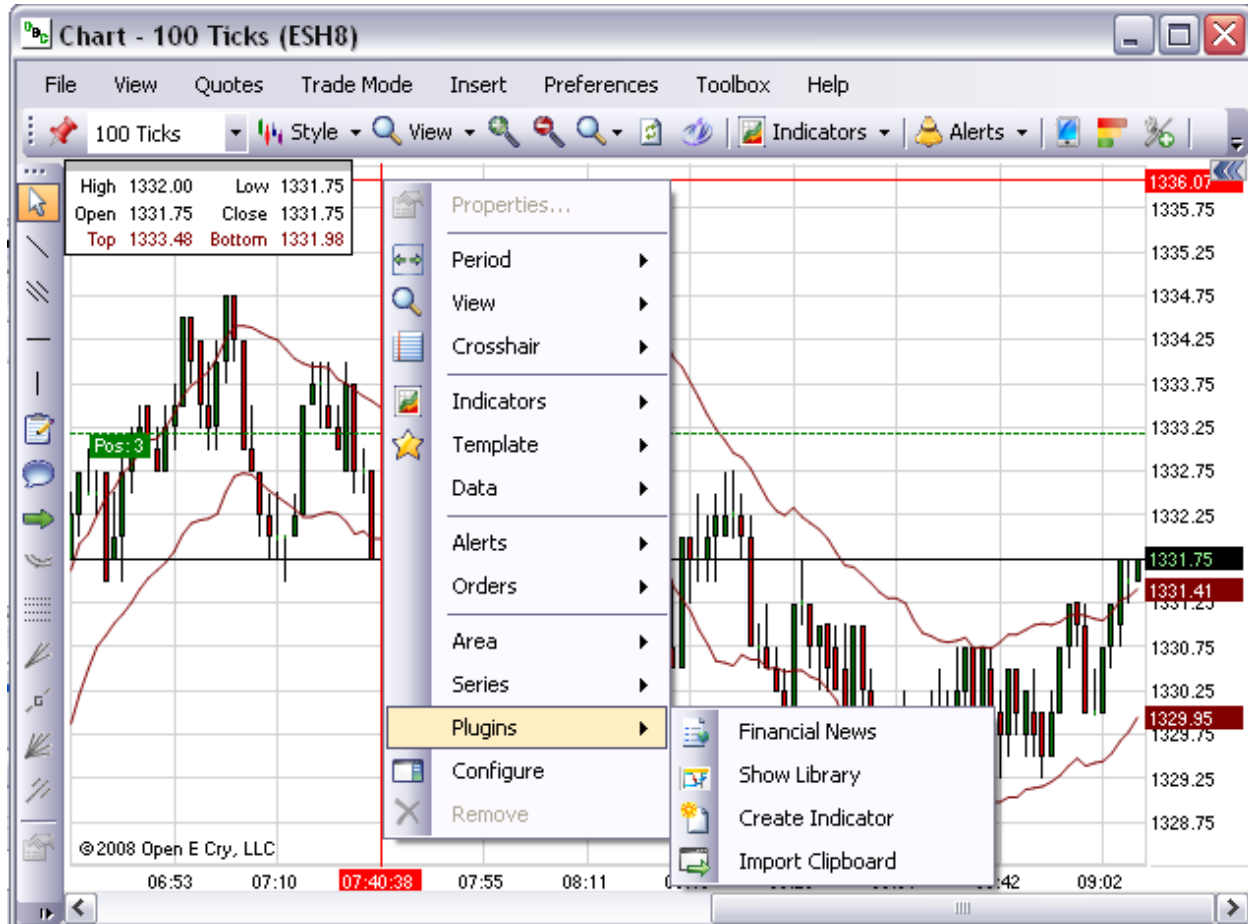 Chart - 100 Ticks (ESH8)
File View Quotes Trade Mode Insert Preferences Toolbox Help
100 Ticks Style View Indicators Alerts
High 1332.00 Low 1331.75
Open 1331.75 Close 1331.75
Top 1333.48 Bottom 1331.98
Pos: 3
Properties...
Period
View
Crosshair
Indicators
Template
Data
Alerts
Orders
Area
Series
Plugins
Configure
Remove
Financial News
Show Library
Create Indicator
Import Clipboard
1336.07
1335.75
1335.25
1334.75
1334.25
1333.75
1333.25
1332.75
1332.25
1331.75
1331.41
1331.25
1330.75
1330.25
1329.95
1329.75
1329.25
1328.75
©2008 Open E Cry, LLC
06:53 07:10 07:40:38 07:55 08:11 :42 09:02